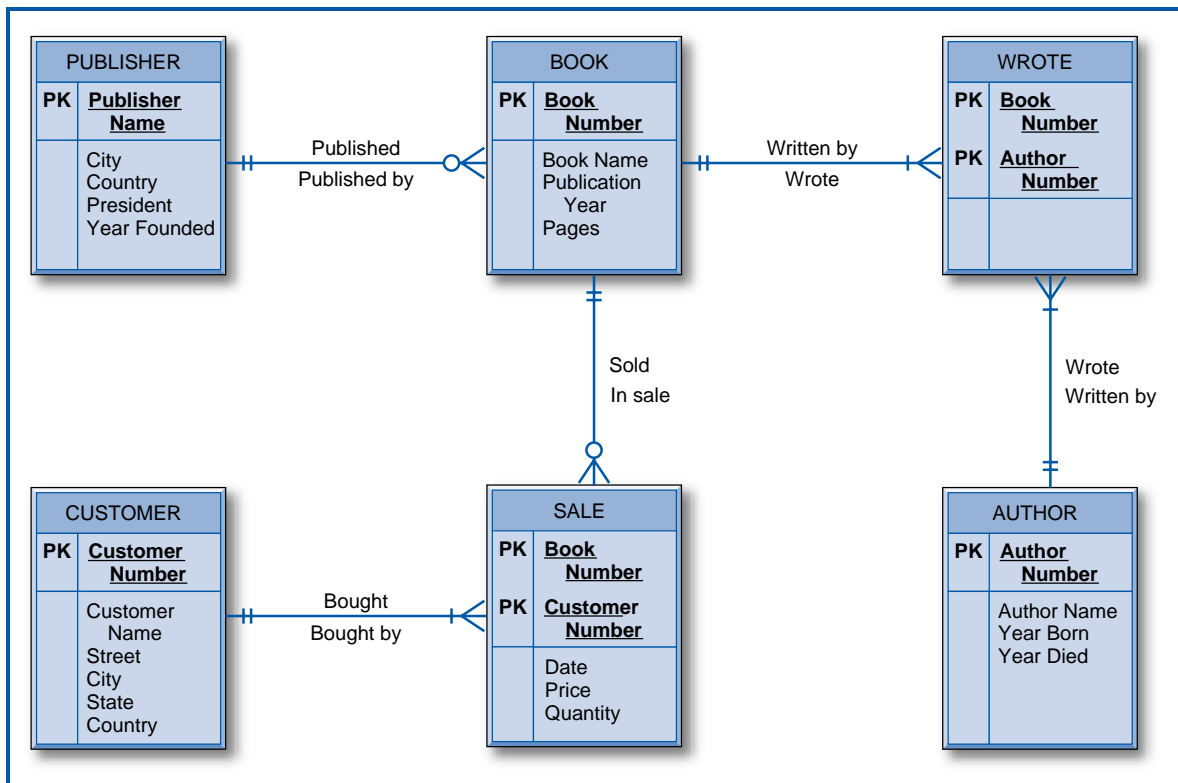 PUBLISHER
PK Publisher
Name
City
Country
President
Year Founded
Published
Published by
BOOK
PK Book
Number
Book Name
Publication
Year
Pages
Written by
Wrote
WROTE
PK Book
Number
PK Author
Number
Sold
In sale
Wrote
Written by
CUSTOMER
PK Customer
Number
Customer
Name
Street
City
State
Country
Bought
Bought by
SALE
PK Book
Number
PK Customer
Number
Date
Price
Quantity
AUTHOR
PK Author
Number
Author Name
Year Born
Year Died